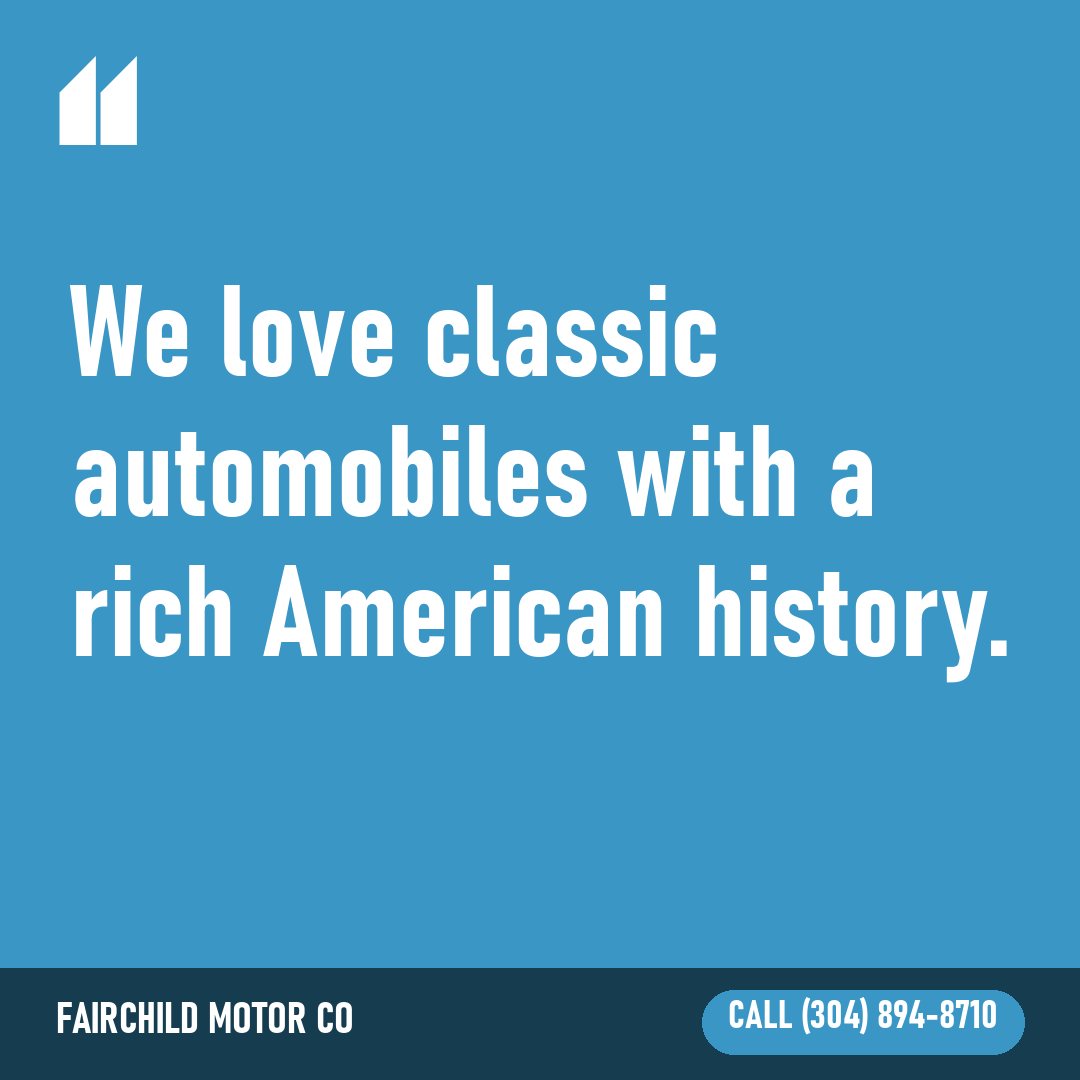 We love classic
automobiles with a
rich American history.
FAIRCHILD MOTOR CO
CALL (304) 894-8710